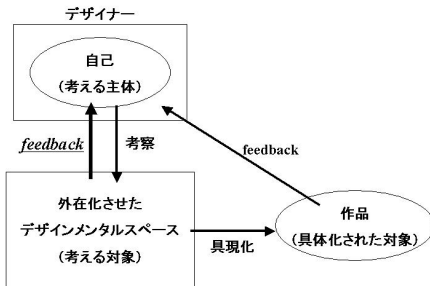 デザイナー
自己
(考える主体)
feedback
考察
feedback
外在化させた
デザインメンタルスペース
(考える対象)
具現化
作品
(具体化された対象)